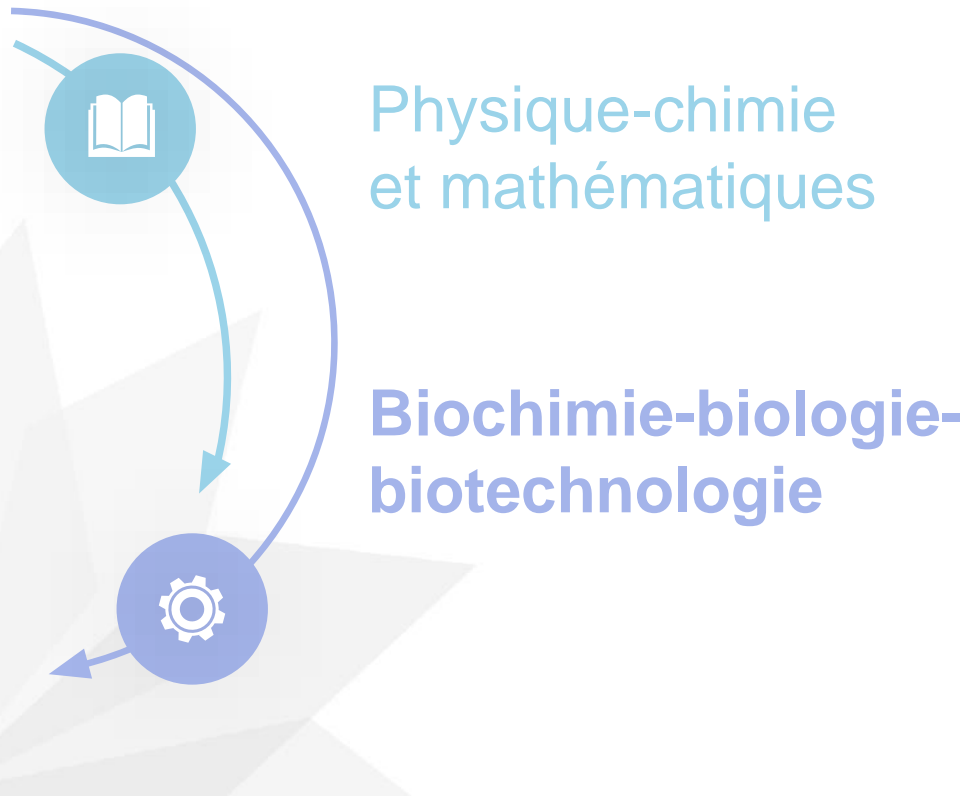 Physique-chimie
et mathématiques
Biochimie-biologie-
biotechnologie